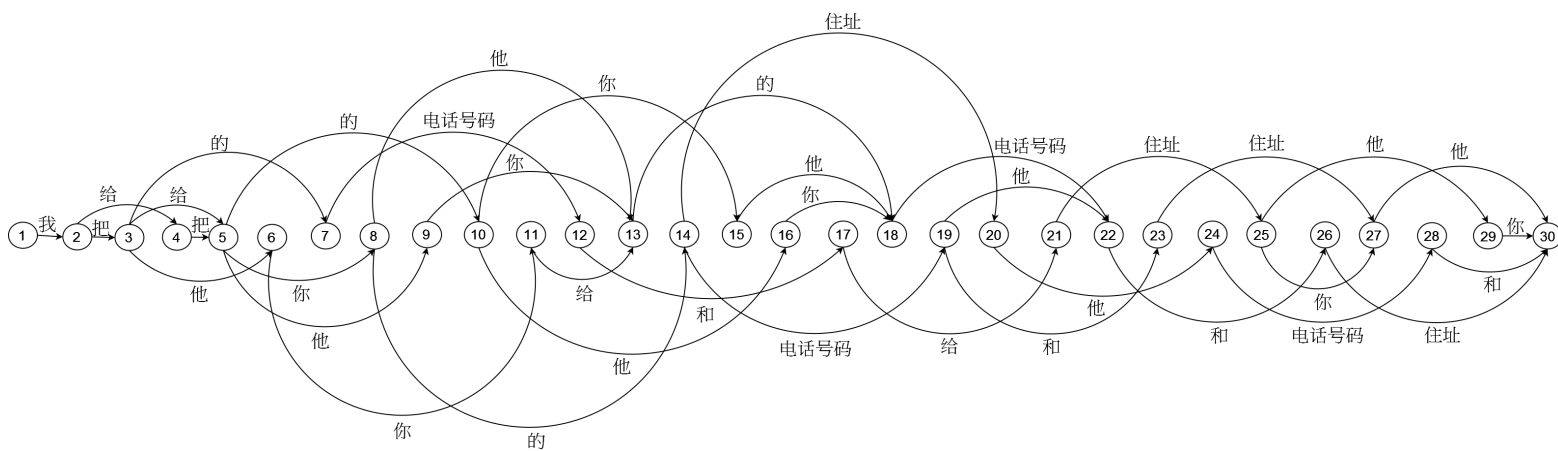 住址
他
你
的
电话号码
的
电话号码
的
你
住址
住址
他
他
给
给
他
你
他
我
把
把
你
1 2 3 4 5 6 7 8 9 10 11 12 13 14 15 16 17 18 19 20 21 22 23 24 25 26 27 28 29 30
他
你
给
他
和
他
你
和
他
电话号码
给
和
和
电话号码
住址
你
的